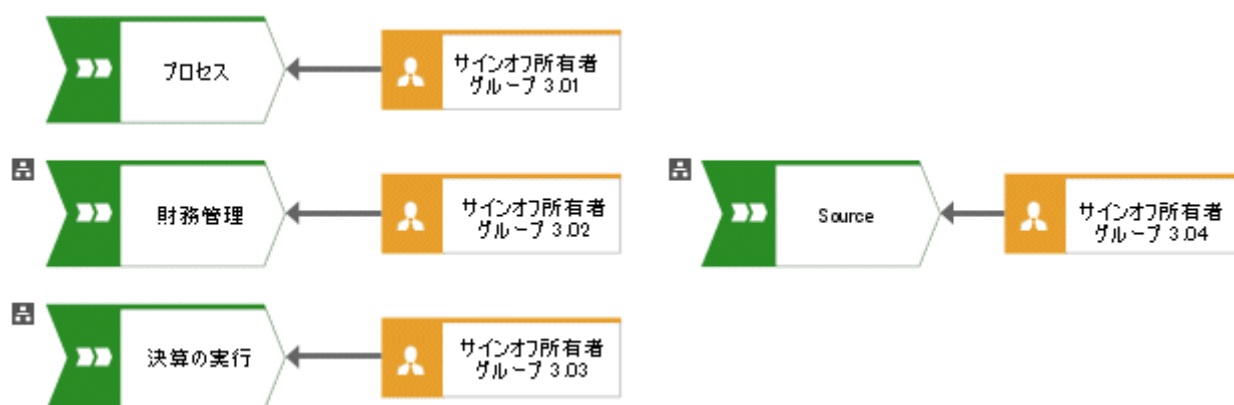 プロセス
サインオフ所有者
グループ 3.01
財務管理
サインオフ所有者
グループ 3.02
Source
サインオフ所有者
グループ 3.04
決算の実行
サインオフ所有者
グループ 3.03